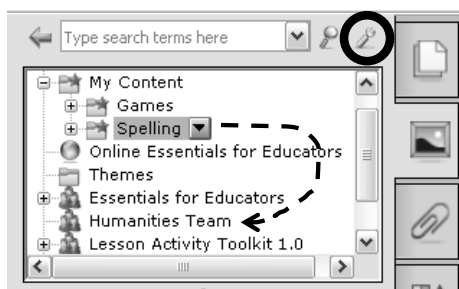 Type search terms here
My Content
Games
Spelling
Online Essentials for Educators
Themes
Essentials for Educators
Humanities Team
Lesson Activity Toolkit 1.0